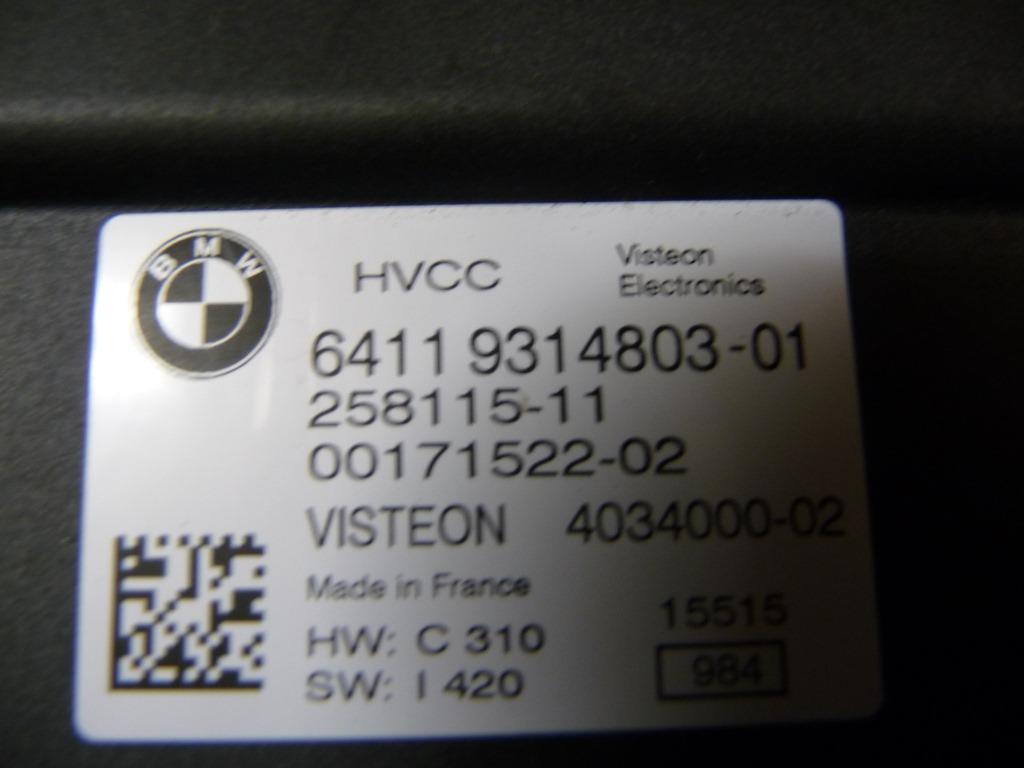 BMW
HVCC
Visteon
Electronics
6411 9314803-01
258115-11
00171522-02
VISTEON 4034000-02
Made in France
15515
HW: C 310
SW: I 420
984